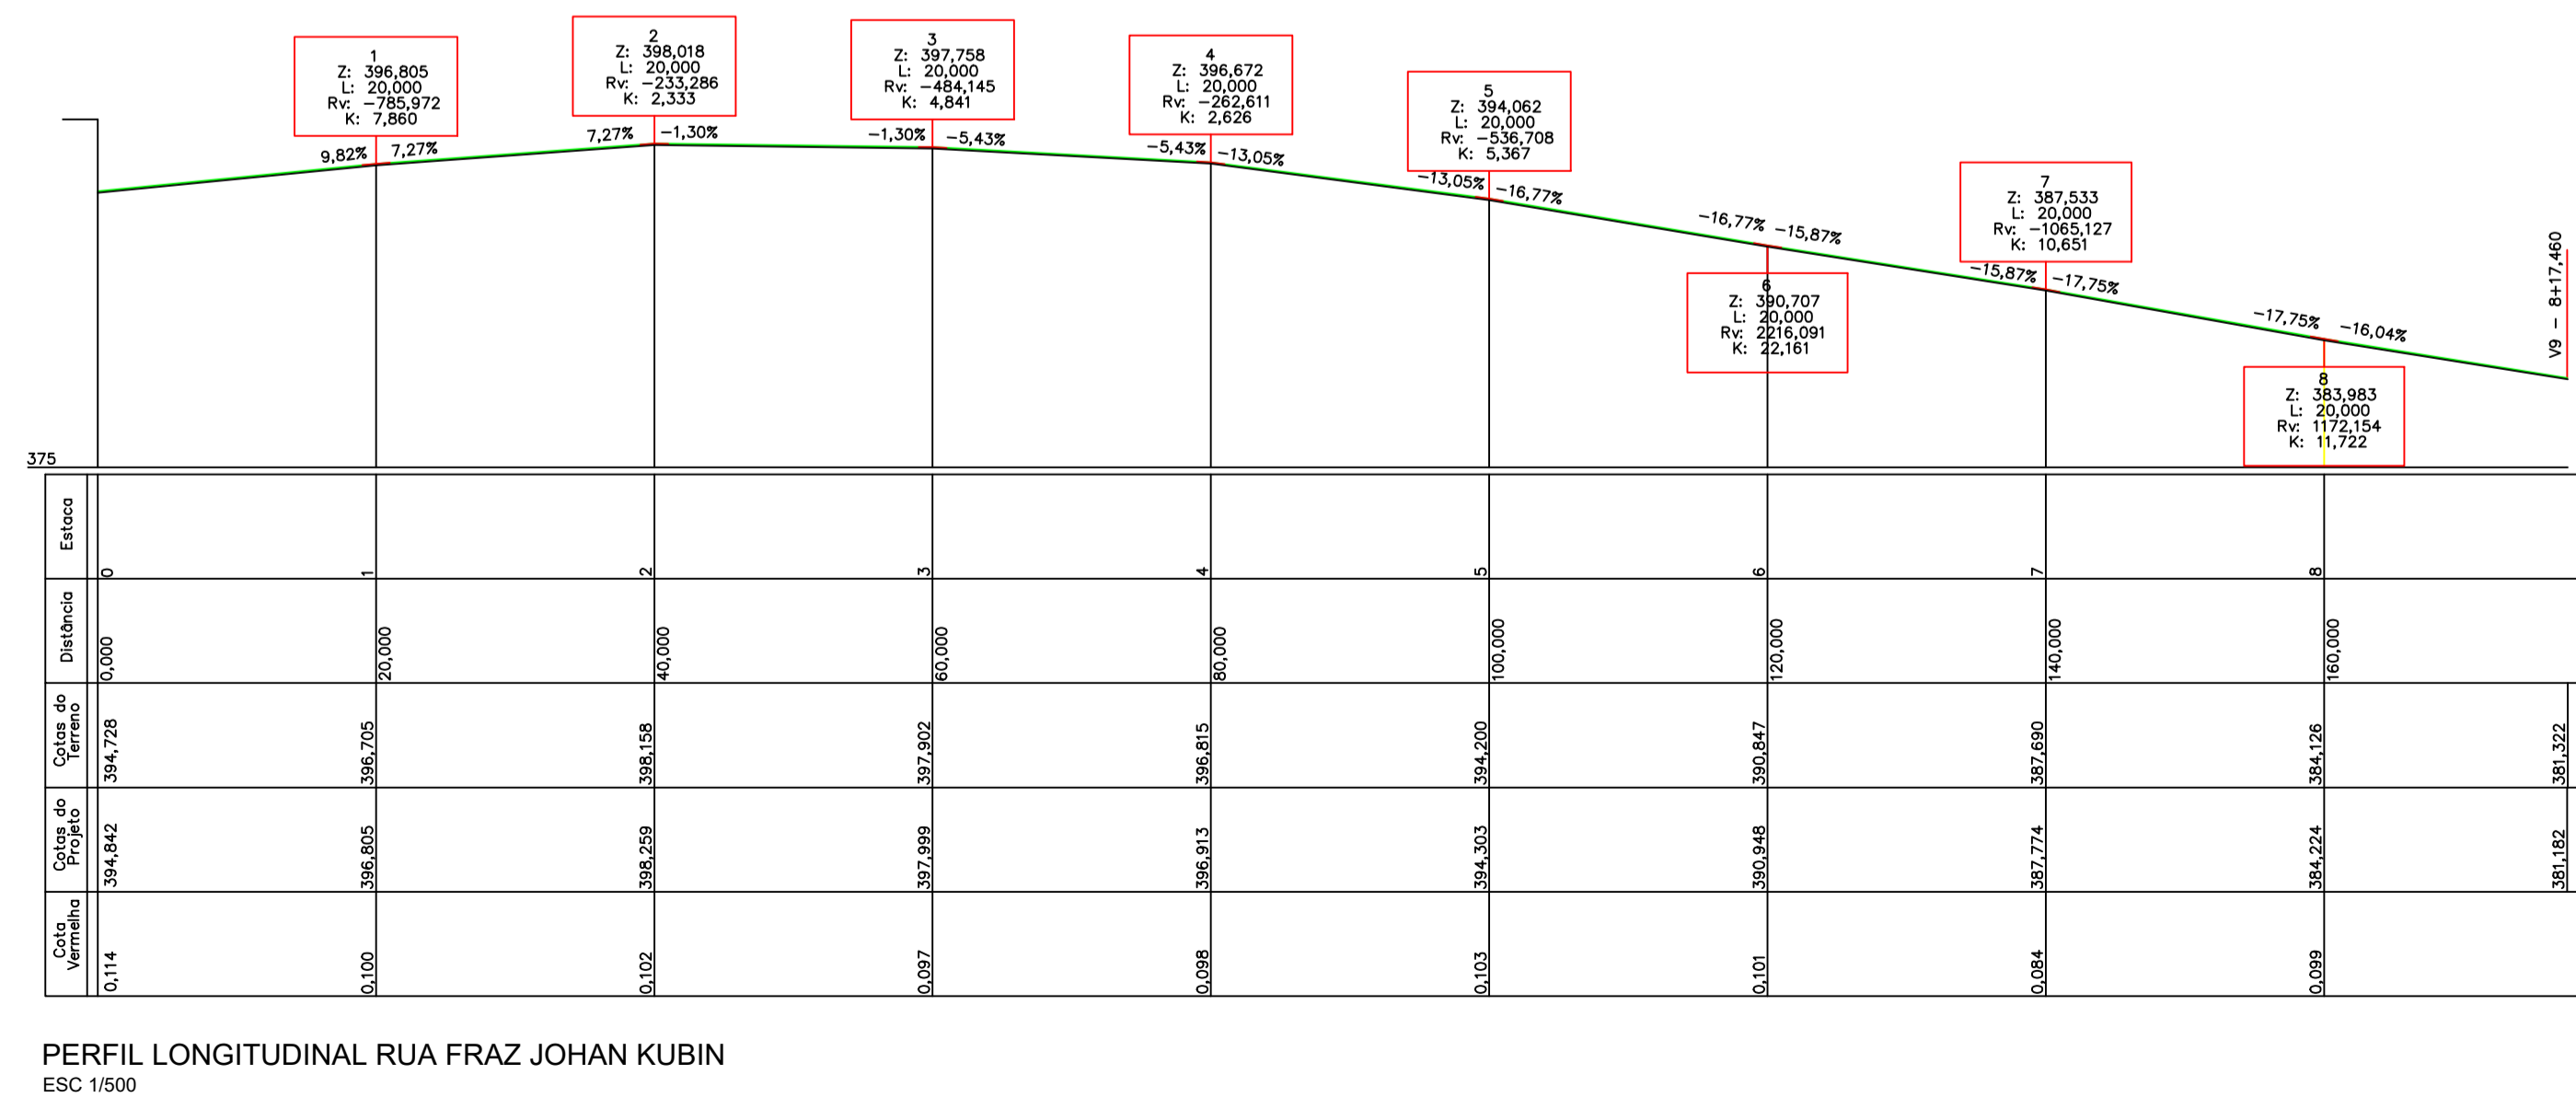 1
Z: 396,805
L: 20,000
Rv: −785,972
K: 7,860
2
Z: 398,018
L: 20,000
Rv: −233,286
K: 2,333
3
Z: 397,758
L: 20,000
Rv: −484,145
K: 4,841
4
Z: 396,672
L: 20,000
Rv: −262,611
K: 2,626
5
Z: 394,062
L: 20,000
Rv: −536,708
K: 5,367
6
Z: 390,707
L: 20,000
Rv: 2216,091
K: 22,161
7
Z: 387,533
L: 20,000
Rv: −1065,127
K: 10,651
8
Z: 383,983
L: 20,000
Rv: 1172,154
K: 11,722
9,82% 7,27%
7,27% −1,30%
−1,30% −5,43%
−5,43% −13,05%
−13,05% −16,77%
−16,77% −15,87%
−15,87% −17,75%
−17,75% −16,04%
V9 − 8+17,460
375
Estaca
0 1 2 3 4 5 6 7 8
Distância
0,000 20,000 40,000 60,000 80,000 100,000 120,000 140,000 160,000
Cotas do
Terreno
394,728 396,705 398,158 397,902 396,815 394,200 390,847 387,690 384,126 381,322
Cotas do
Projeto
394,842 396,805 398,259 397,999 396,913 394,303 390,948 387,774 384,224 381,182
Cota
Vermelha
0,114 0,100 0,102 0,097 0,098 0,103 0,101 0,084 0,099
PERFIL LONGITUDINAL RUA FRAZ JOHAN KUBIN
ESC 1/500